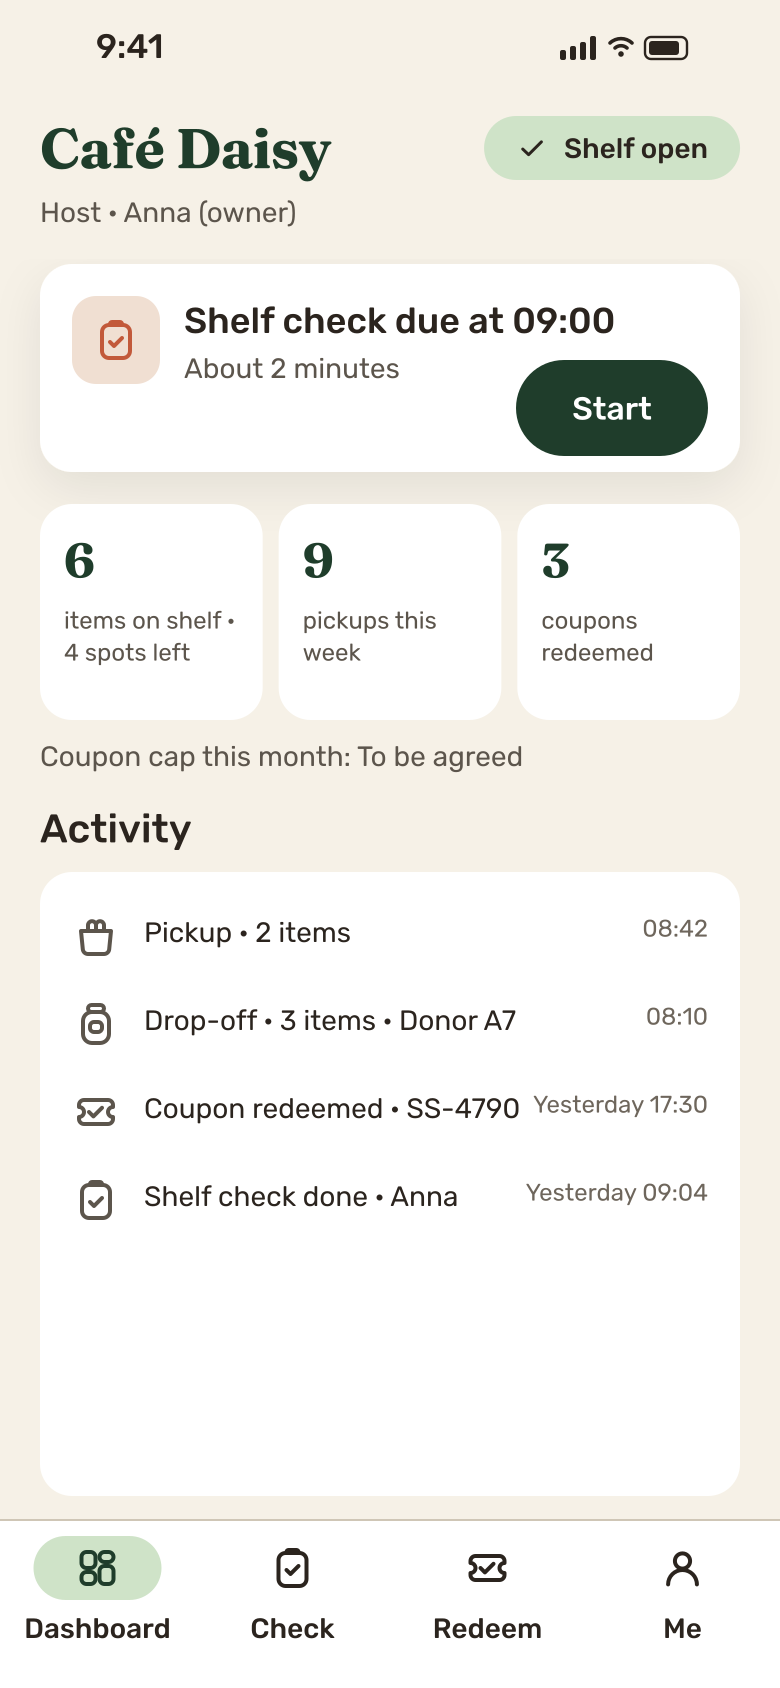 9:41
Café Daisy
Shelf open
Host • Anna (owner)
Shelf check due at 09:00
About 2 minutes
Start
6
items on shelf •
4 spots left
9
pickups this
week
3
coupons
redeemed
Coupon cap this month: To be agreed
Activity
Pickup • 2 items 08:42
Drop-off • 3 items • Donor A7 08:10
Coupon redeemed • SS-4790 Yesterday 17:30
Shelf check done • Anna Yesterday 09:04
Dashboard Check Redeem Me